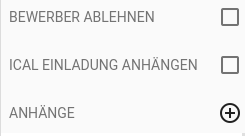 BEWERBER ABLEHNEN
ICAL EINLADUNG ANHÄNGEN
ANHÄNGE